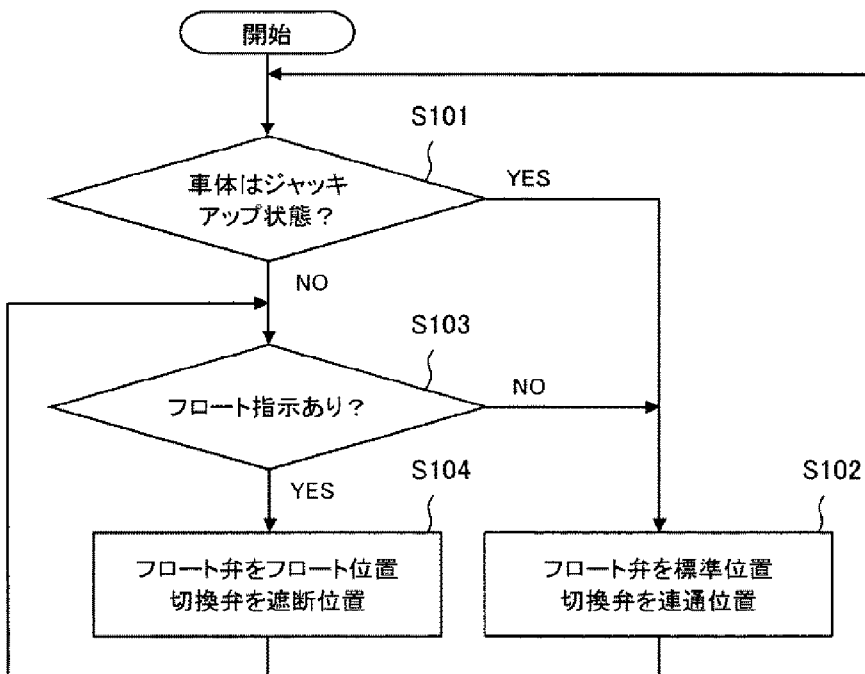 開始
S101
車体はジャッキ
アップ状態？
YES
NO
S103
フロート指示あり？
NO
YES
S104
フロート弁をフロート位置
切換弁を遮断位置
S102
フロート弁を標準位置
切換弁を連通位置